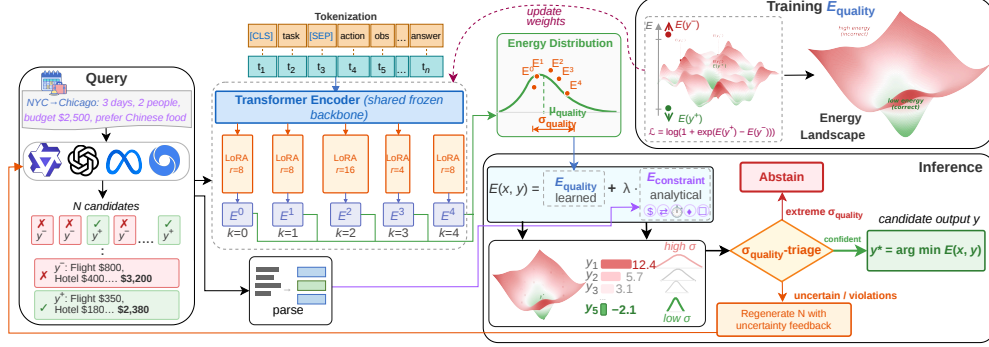 Query
NYC→Chicago: 3 days, 2 people,
budget $2,500, prefer Chinese food
N candidates
✗ ✗ ✓ ✗ ✓
y⁻ y⁻ y⁺ y⁻ .... y⁺
⋮
✗ y⁻: Flight $800,
Hotel $400.... $3,200
✓ y⁺: Flight $350,
Hotel $180... $2,380
Tokenization
[CLS] task [SEP] action obs ... answer
t₁ t₂ t₃ t₄ t₅ ... tₙ
Transformer Encoder (shared frozen
backbone)
LoRA LoRA LoRA LoRA LoRA
r=8 r=8 r=16 r=4 r=8
E⁰ E¹ E² E³ E⁴
k=0 k=1 k=2 k=3 k=4
parse
update
weights
Energy Distribution
E⁰ E¹ E² E³ E⁴
μquality
σquality
Training Equality
E
E(y⁻)
E(y⁺)
ℒ = log(1 + exp(E(y⁺) − E(y⁻)))
high energy
(incorrect)
low energy
(correct)
Energy
Landscape
Inference
E(x, y) = Equality + λ · Econstraint
learned analytical
y₁ 12.4
y₂ 5.7
y₃ 3.1
y₅ −2.1
high σ
low σ
Abstain
extreme σquality
σquality-triage
confident
candidate output y
y* = arg min E(x, y)
uncertain / violations
Regenerate N with
uncertainty feedback